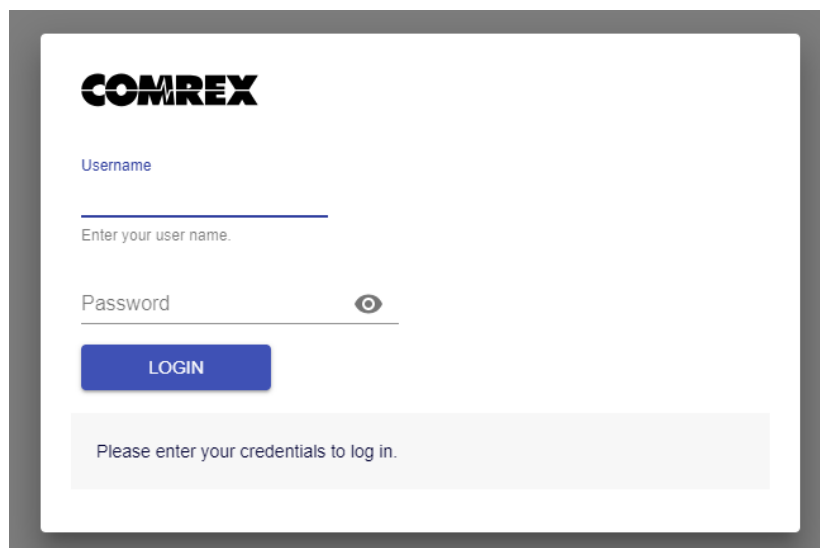 COMREX
Username
Enter your user name.
Password
LOGIN
Please enter your credentials to log in.